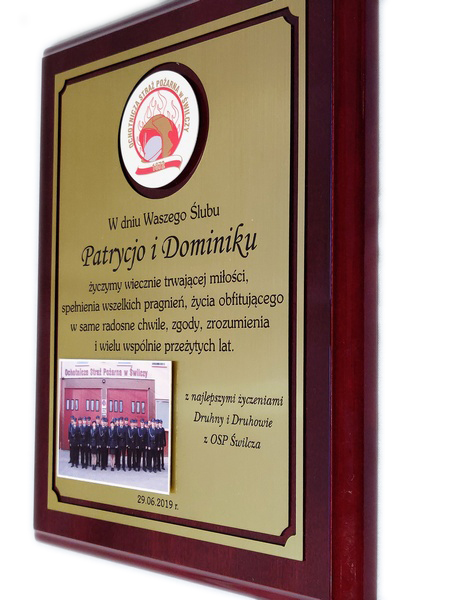 OCHOTNICZA STRAŻ POŻARNA w ŚWILCZY
W dniu Waszego Ślubu
Patrycjo i Dominiku
życzymy wiecznie trwającej miłości,
spełnienia wszelkich pragnień, życia obfitującego
w same radosne chwile, zgody, zrozumienia
i wielu wspólnie przeżytych lat.
Ochotnicza Straż Pożarna w Świlczy
z najlepszymi życzeniami
Druhny i Druhowie
z OSP Świlcza
29.06.2019 r.